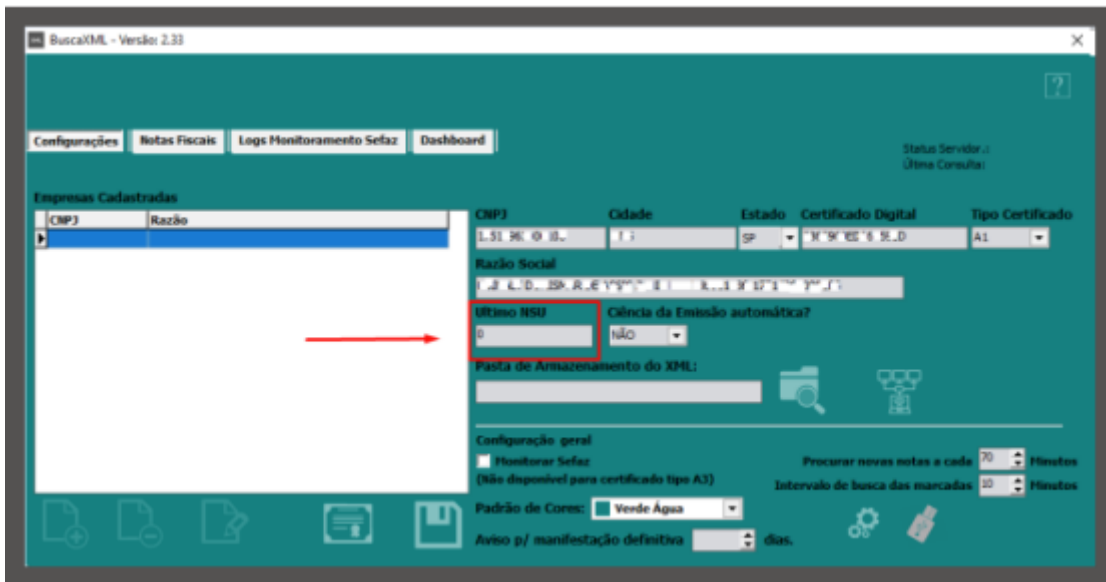 BuscaXML - Versão: 2.33
Configurações Notas Fiscais Logs Monitoramento Sefaz Dashboard
Status Servidor.:
Última Consulta:
Empresas Cadastradas
CNPJ Razão
CNPJ Cidade Estado Certificado Digital Tipo Certificado
SP A1
Razão Social
Ultimo NSU Ciência da Emissão automática?
0 NÃO
Pasta de Armazenamento do XML:
Configuração geral
Monitorar Sefaz
(Não disponível para certificado tipo A3)
Procurar novas notas a cada 70 Minutos
Intervalo de busca das marcadas 10 Minutos
Padrão de Cores: Verde Água
Aviso p/ manifestação definitiva dias.